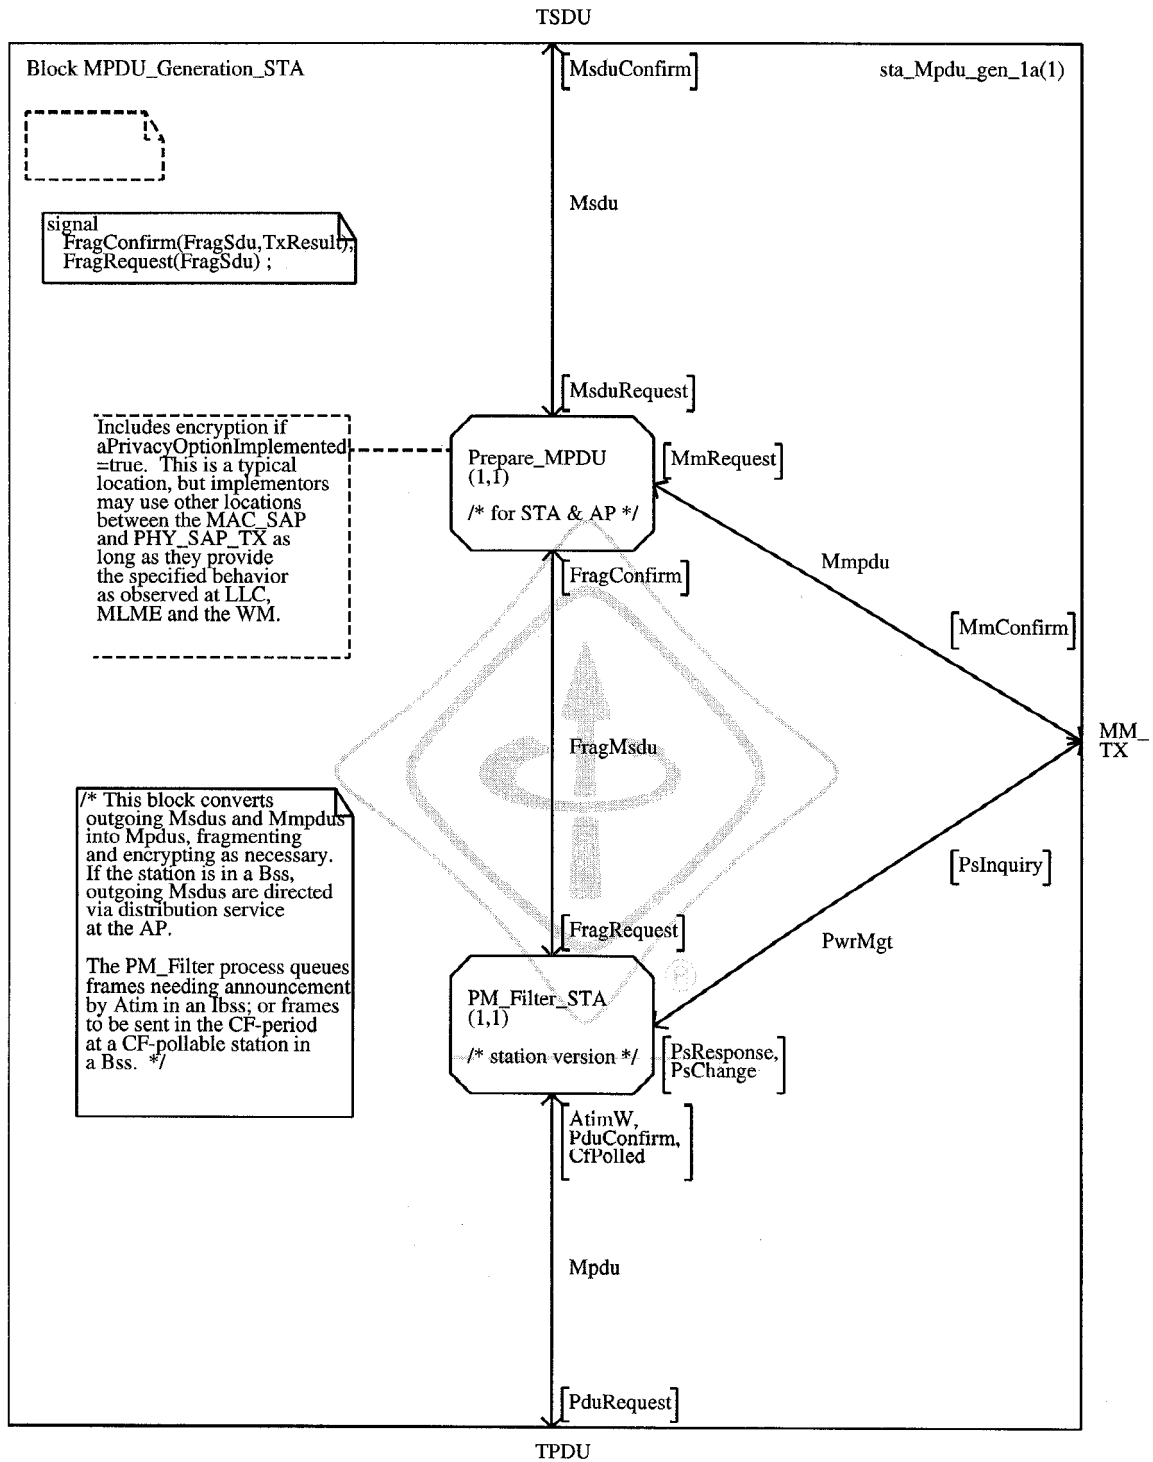 TSDU
Block MPDU_Generation_STA
[MsduConfirm]
sta_Mpdu_gen_1a(1)
signal
FragConfirm(FragSdu,TxResult),
FragRequest(FragSdu) ;
Msdu
[MsduRequest]
Includes encryption if
aPrivacyOptionImplemented
=true. This is a typical
location, but implementors
may use other locations
between the MAC_SAP
and PHY_SAP_TX as
long as they provide
the specified behavior
as observed at LLC,
MLME and the WM.
Prepare_MPDU
(1,1)
/* for STA & AP */
[MmRequest]
Mmpdu
[FragConfirm]
[MmConfirm]
FragMsdu
MM_
TX
/* This block converts
outgoing Msdus and Mmpdus
into Mpdus, fragmenting
and encrypting as necessary.
If the station is in a Bss,
outgoing Msdus are directed
via distribution service
at the AP.
The PM_Filter process queues
frames needing announcement
by Atim in an Ibss; or frames
to be sent in the CF-period
at a CF-pollable station in
a Bss. */
[PsInquiry]
[FragRequest]
PwrMgt
PM_Filter_STA
(1,1)
/* station version */
[PsResponse,
PsChange]
[AtimW,
PduConfirm,
CfPolled]
Mpdu
[PduRequest]
TPDU
R